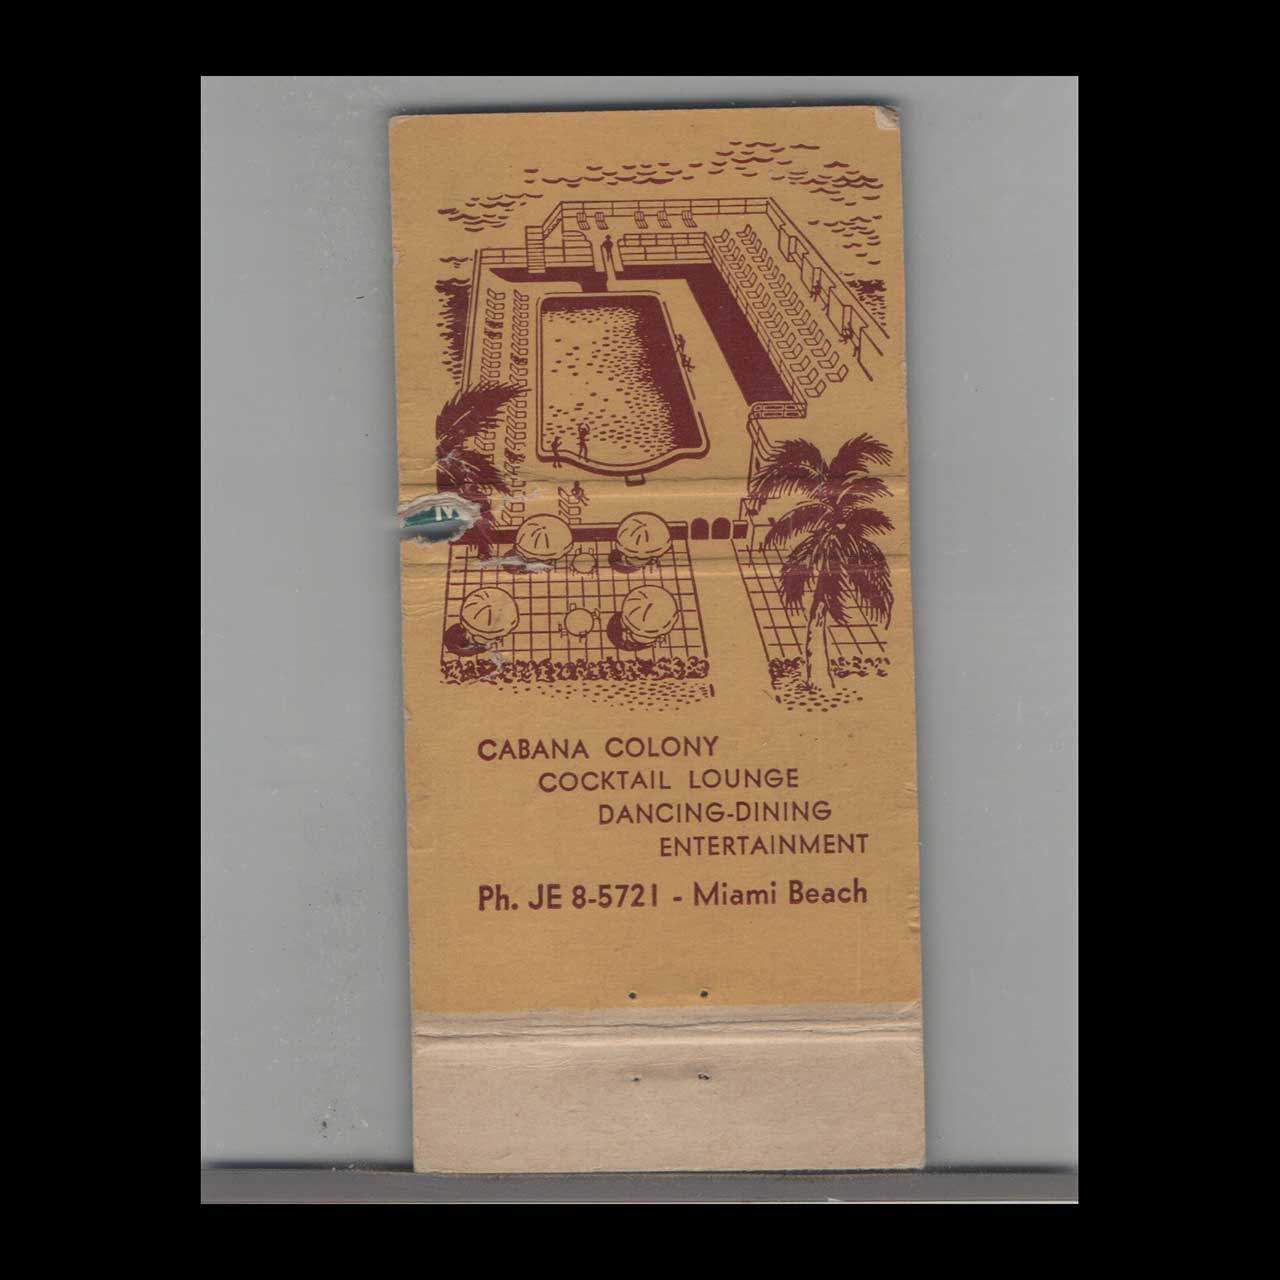 CABANA COLONY
COCKTAIL LOUNGE
DANCING-DINING
ENTERTAINMENT
Ph. JE 8-5721 - Miami Beach